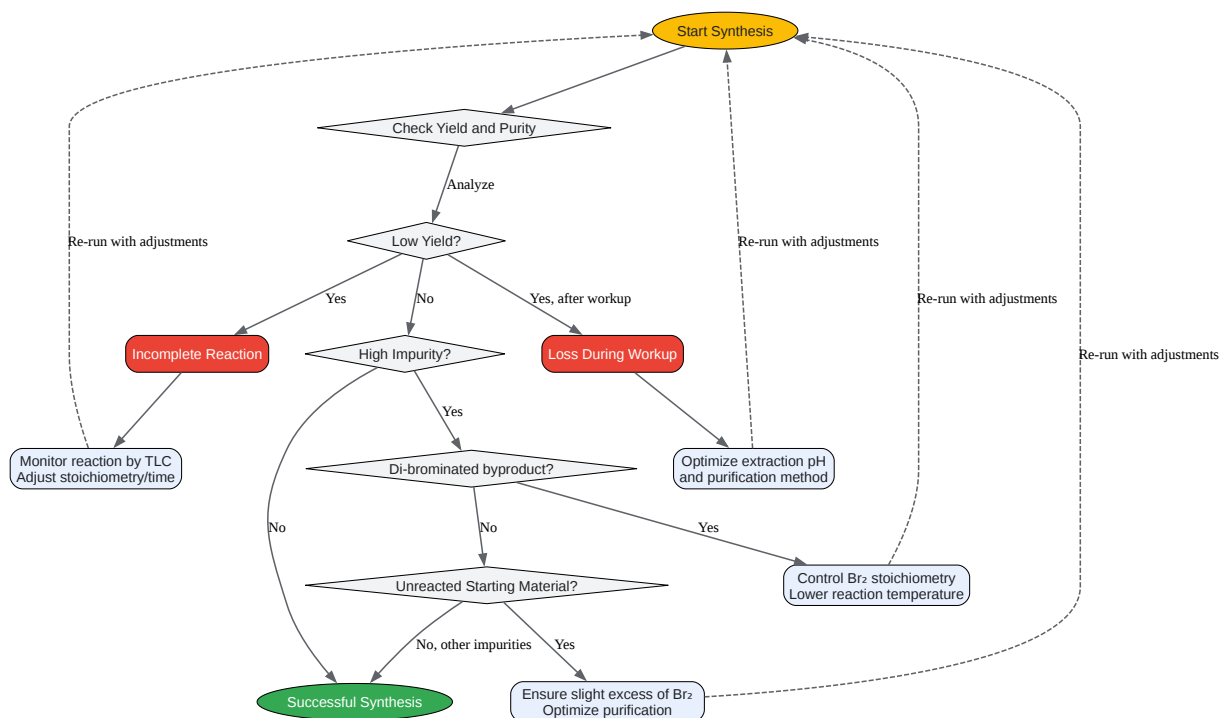 Start Synthesis
Check Yield and Purity
Analyze
Low Yield?
Re-run with adjustments
Re-run with adjustments
Yes
No
Yes, after workup
Re-run with adjustments
Incomplete Reaction
High Impurity?
Loss During Workup
Re-run with adjustments
Yes
Monitor reaction by TLC
Adjust stoichiometry/time
Di-brominated byproduct?
Optimize extraction pH
and purification method
No
No
Yes
Unreacted Starting Material?
Control Br₂ stoichiometry
Lower reaction temperature
No, other impurities
Yes
Successful Synthesis
Ensure slight excess of Br₂
Optimize purification